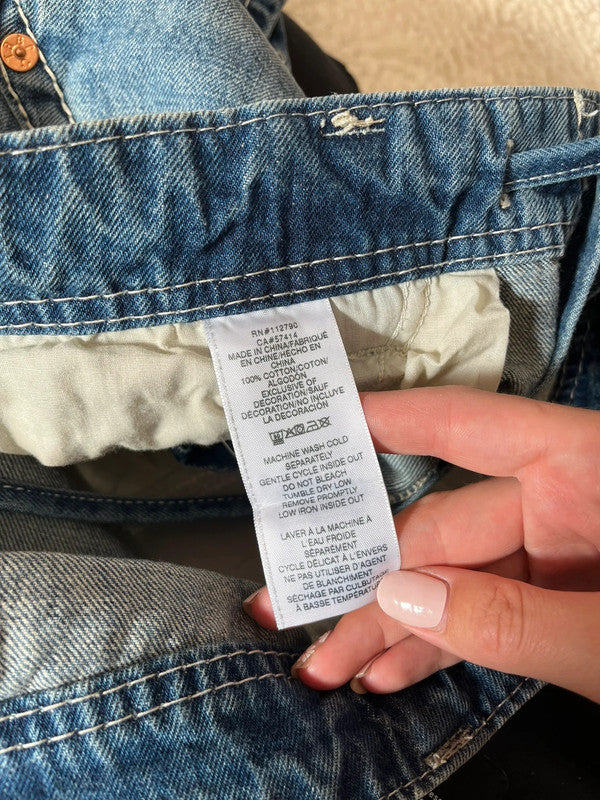 RN#112790
CA#57414
MADE IN CHINA/FABRIQUÉ
EN CHINE/HECHO EN
CHINA
100% COTTON/COTON/
ALGODÓN
EXCLUSIVE OF
DECORATION/SAUF
DÉCORATION/NO INCLUYE
LA DECORACIÓN
MACHINE WASH COLD
SEPARATELY
GENTLE CYCLE INSIDE OUT
DO NOT BLEACH
TUMBLE DRY LOW
REMOVE PROMPTLY
LOW IRON INSIDE OUT
LAVER À LA MACHINE À
L'EAU FROIDE
SÉPARÉMENT
CYCLE DÉLICAT À L'ENVERS
NE PAS UTILISER D'AGENT
DE BLANCHIMENT
SÉCHAGE PAR CULBUTAGE
À BASSE TEMPÉRATURE